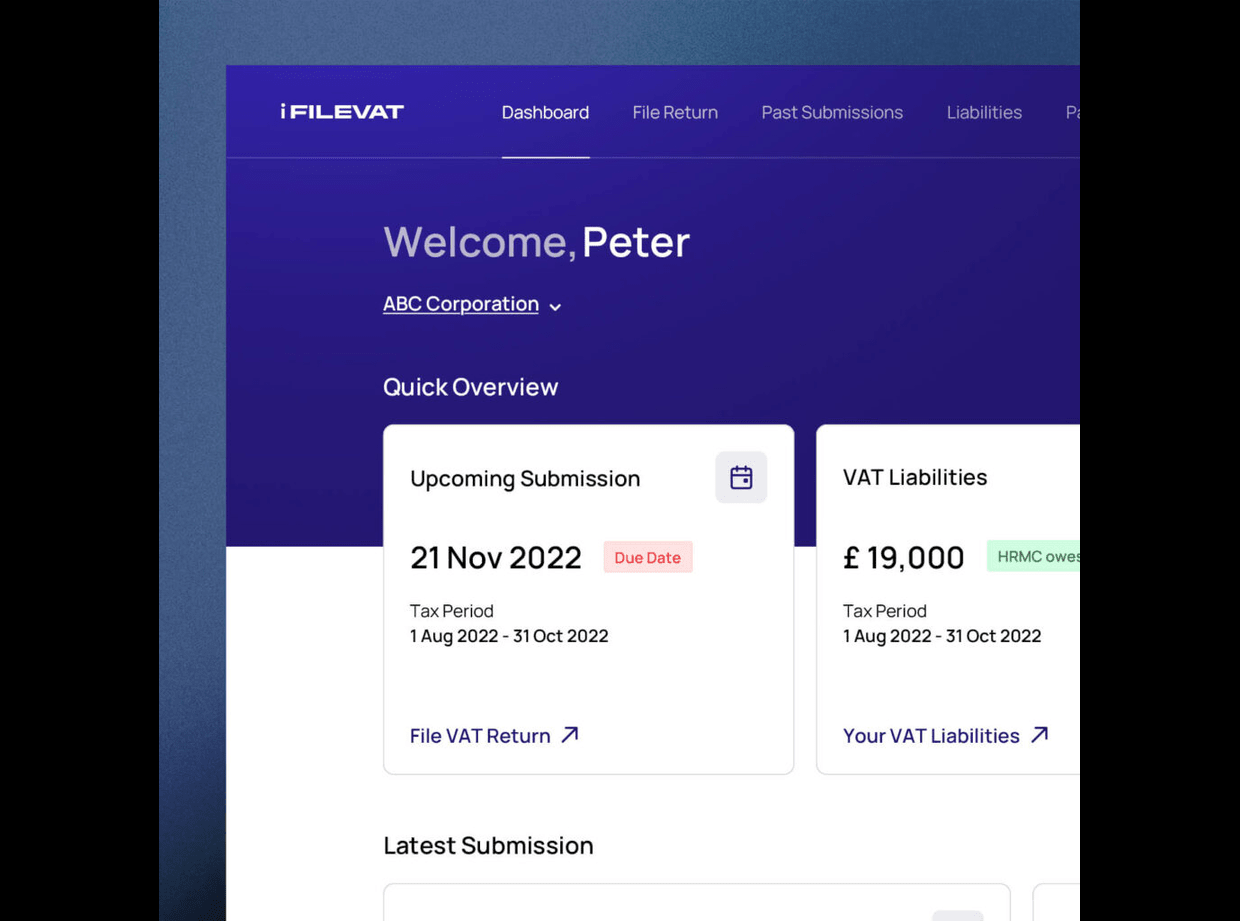 iFILEVAT
Dashboard
File Return
Past Submissions
Liabilities
Welcome, Peter
ABC Corporation
Quick Overview
Upcoming Submission
21 Nov 2022
Due Date
Tax Period
1 Aug 2022 - 31 Oct 2022
File VAT Return
VAT Liabilities
£ 19,000
HRMC owes
Tax Period
1 Aug 2022 - 31 Oct 2022
Your VAT Liabilities
Latest Submission